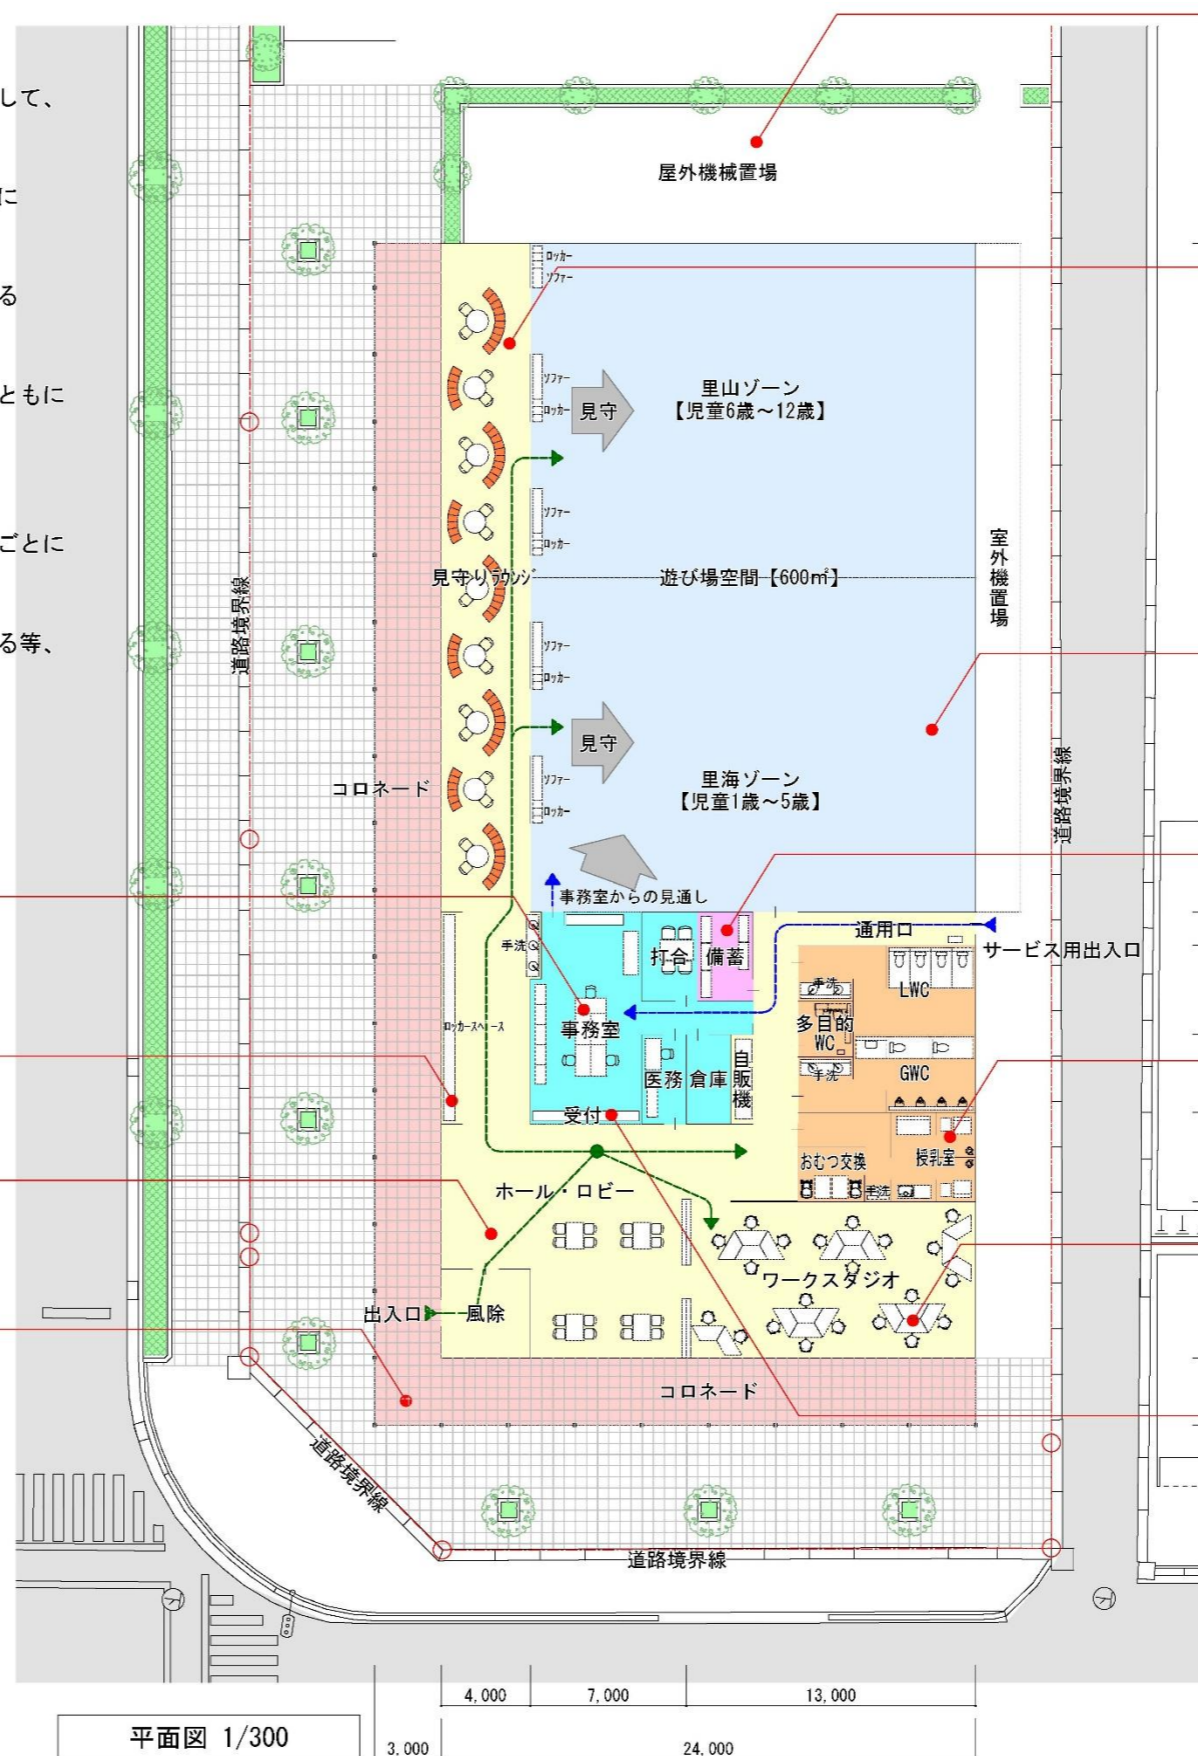 して、
に
る
ともに
ごとに
る等、
屋外機械置場
ロッカー
ソファー
里山ゾーン
【児童6歳~12歳】
見守
ソファー
ロッカー
ソファー
ロッカー
見守りラウンジ
遊び場空間【600㎡】
室外機置場
道路境界線
ソファー
ロッカー
見守
里海ゾーン
【児童1歳~5歳】
ソファー
ロッカー
コロネード
道路境界線
事務室からの見通し
通用口
サービス用出入口
手洗
打合
備蓄
手洗
LWC
ロッカースペース
事務室
多目的
WC
手洗
GWC
医務
倉庫
自販機
受付
おむつ交換
授乳室
手洗
ホール・ロビー
ワークスタジオ
出入口
風除
コロネード
道路境界線
道路境界線
4,000
7,000
13,000
平面図 1/300
3,000
24,000